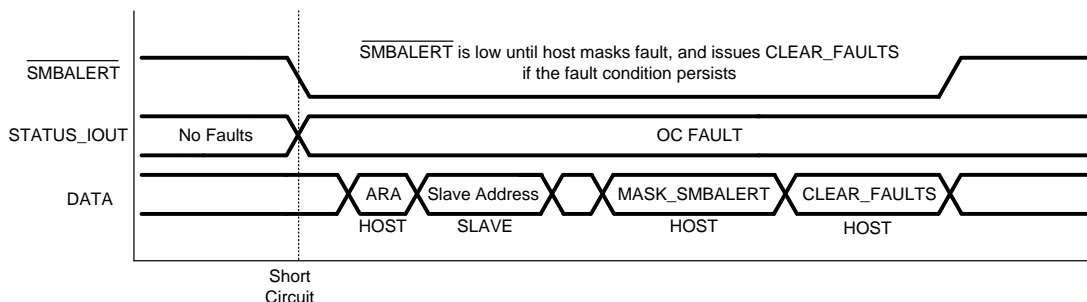 SMBALERT is low until host masks fault, and issues CLEAR_FAULTS
if the fault condition persists
SMBALERT
STATUS_IOUT
No Faults
OC FAULT
DATA
ARA
Slave Address
MASK_SMBALERT
CLEAR_FAULTS
HOST
SLAVE
HOST
HOST
Short
Circuit